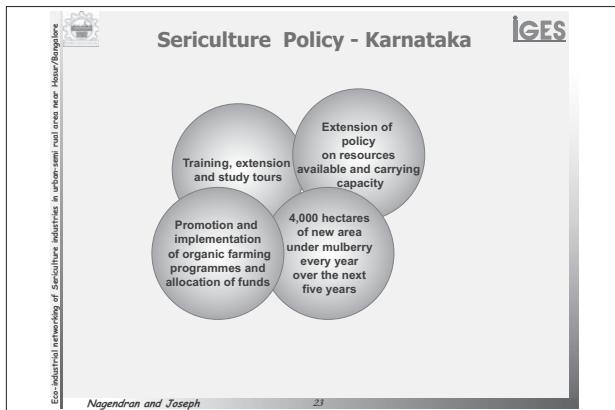 Sericulture Policy - Karnataka
IGES
Eco-industrial networking of Sericulture industries in urban-semi rual area near Hosur/Bangalore
Training, extension
and study tours
Extension of
policy
on resources
available and carrying
capacity
Promotion and
implementation
of organic farming
programmes and
allocation of funds
4,000 hectares
of new area
under mulberry
every year
over the next
five years
Nagendran and Joseph
23